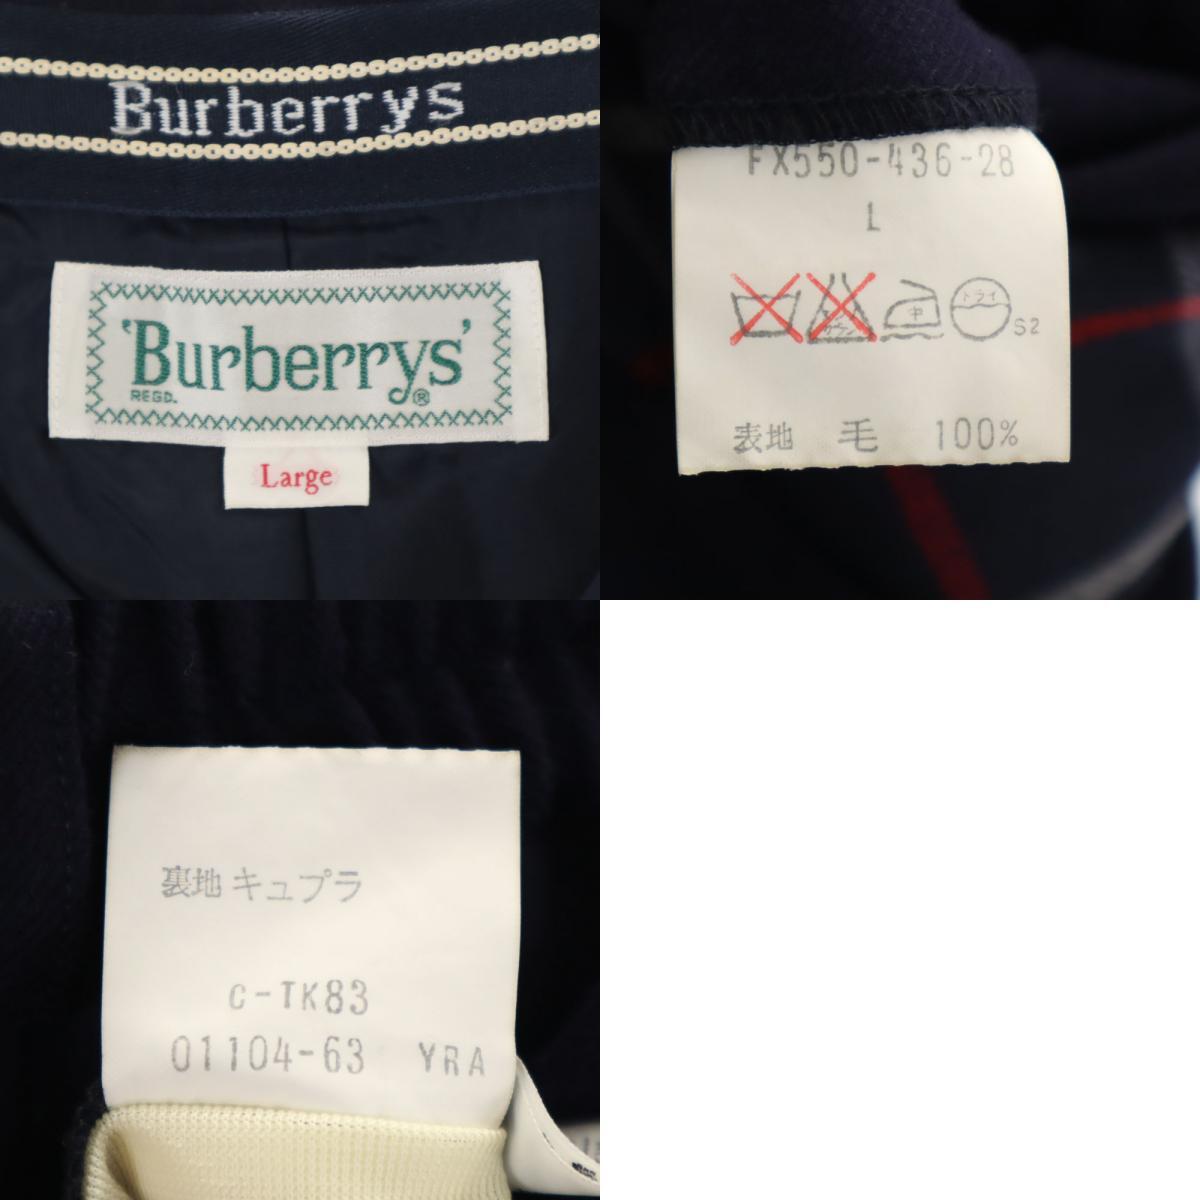 Burberrys
'Burberrys'
REGD. ®
Large
FX550-436-28
L
中 ドライ
S2
表地 毛 100%
裏地 キュプラ
C-TK83
01104-63 YRA